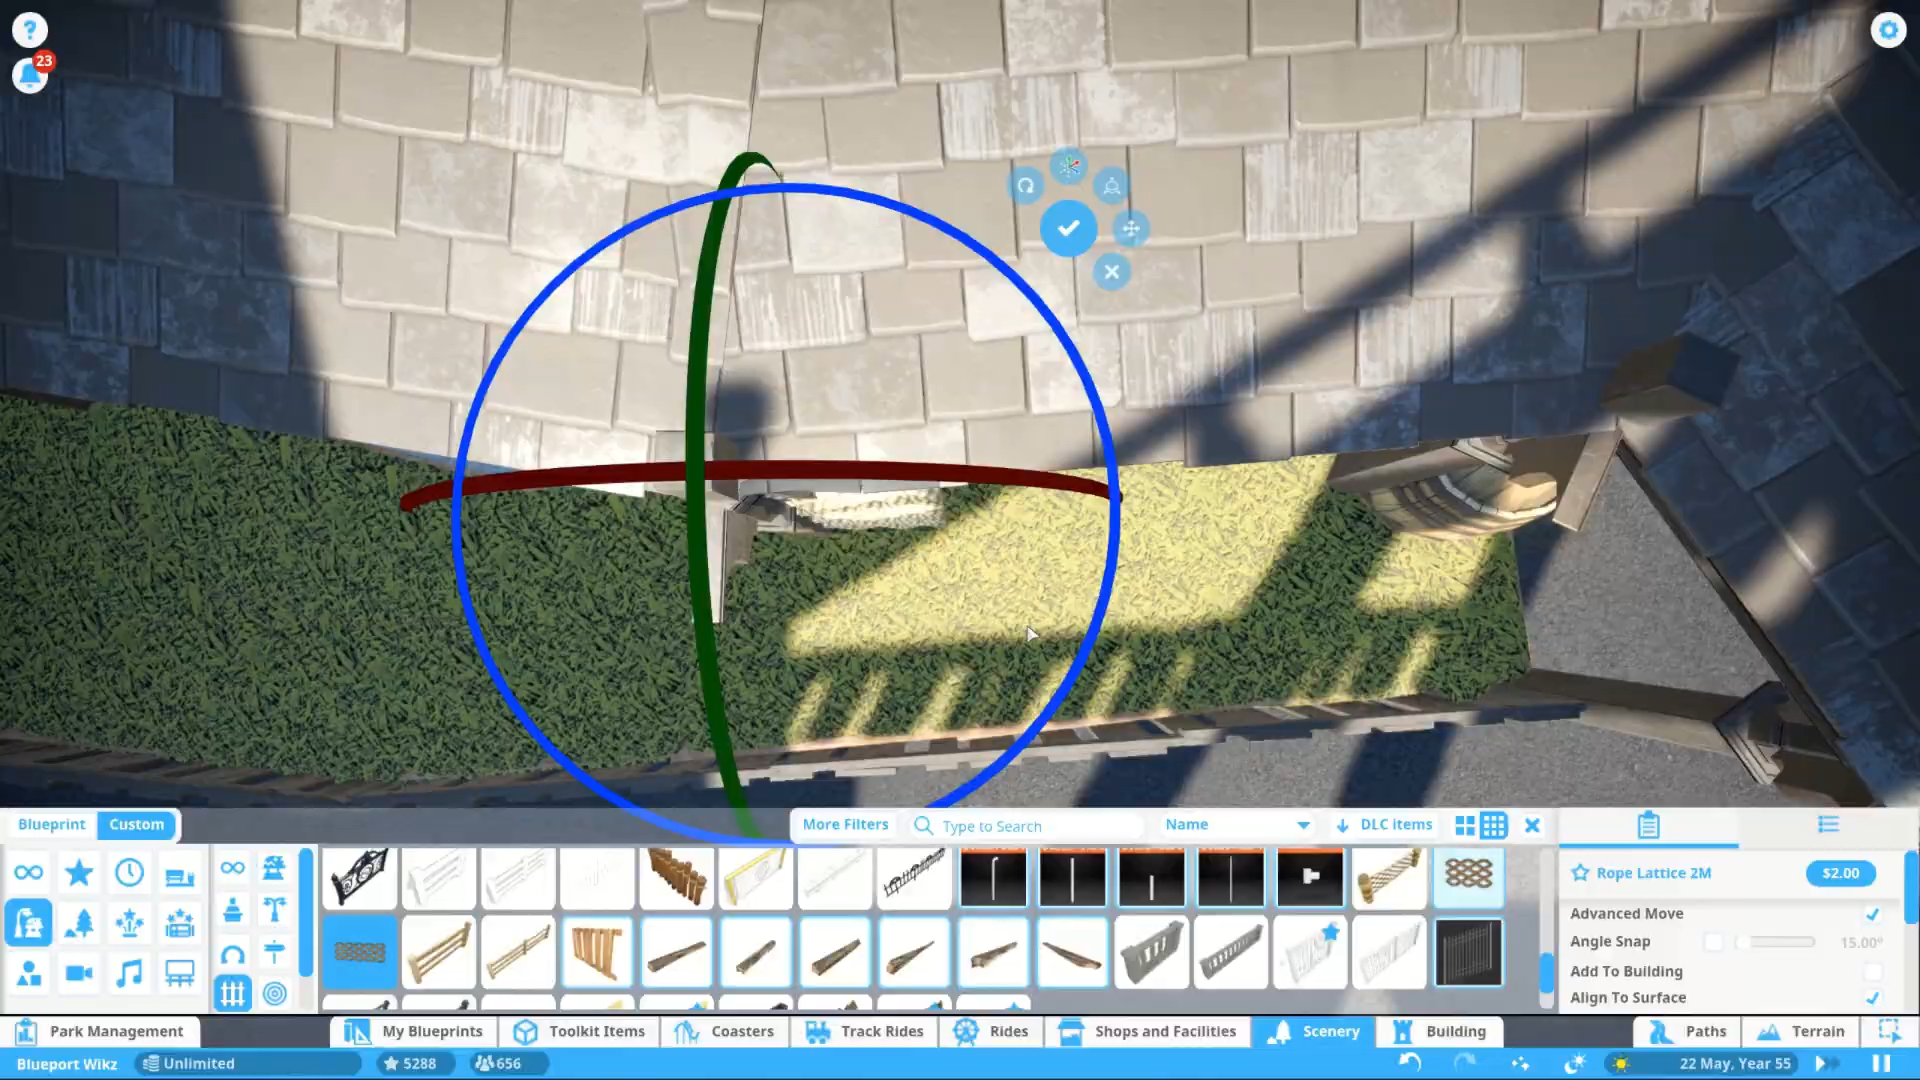 ?
23
Blueprint
Custom
More Filters
Type to Search
Name
DLC items
Rope Lattice 2M
$2.00
Advanced Move
Angle Snap
15.00°
Add To Building
Align To Surface
Park Management
My Blueprints
Toolkit Items
Coasters
Track Rides
Rides
Shops and Facilities
Scenery
Building
Paths
Terrain
Blueport Wikz
Unlimited
5288
656
22 May, Year 55